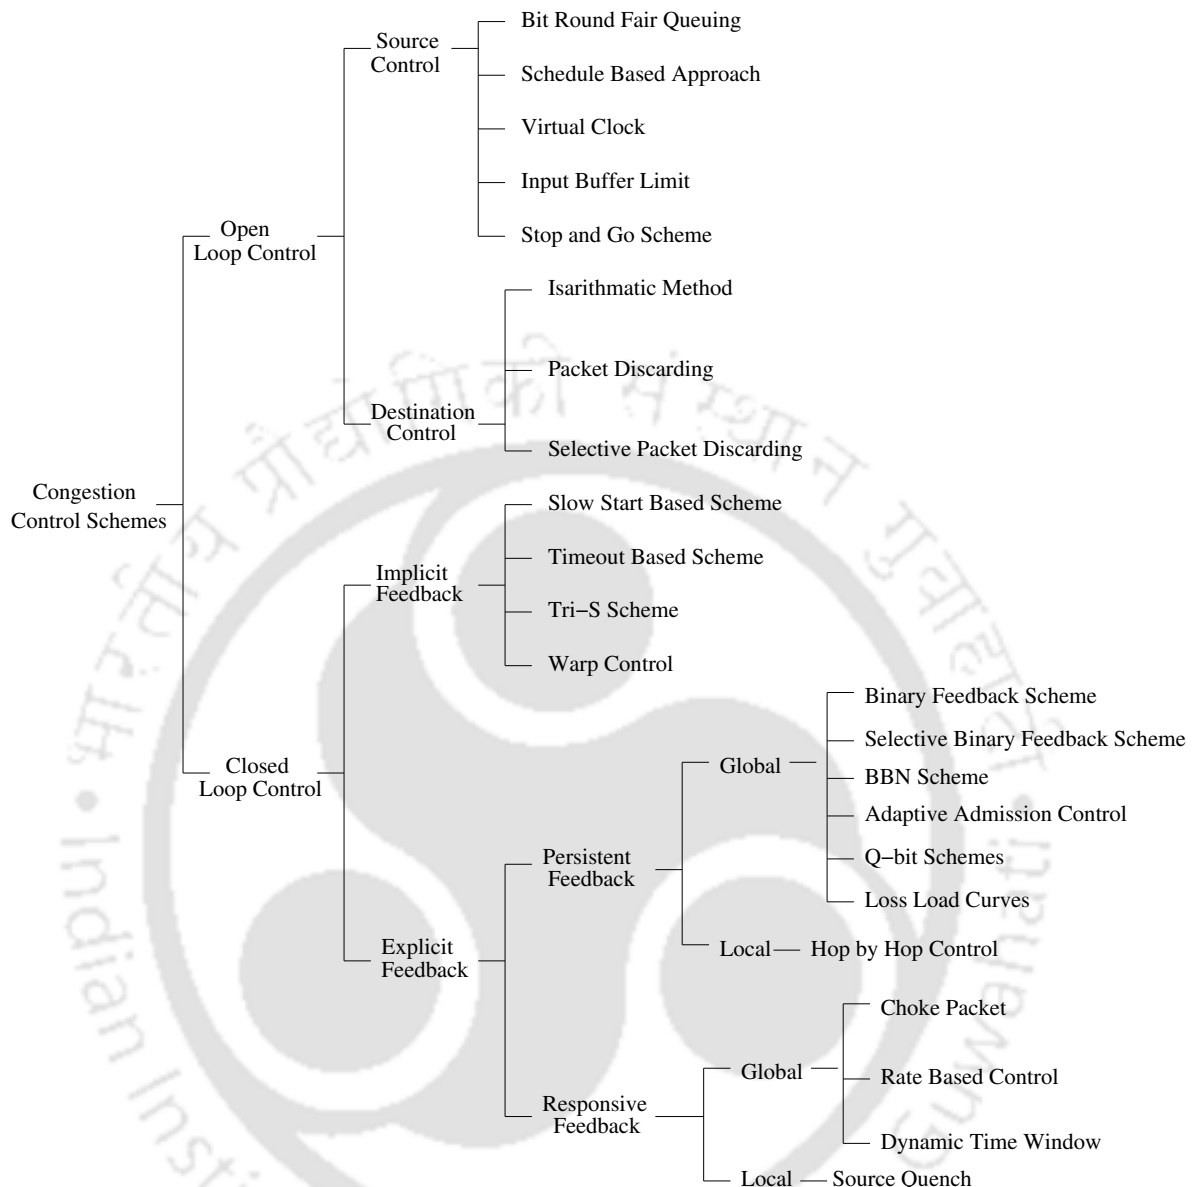 Bit Round Fair Queuing
Source
Control
Schedule Based Approach
Virtual Clock
Input Buffer Limit
Stop and Go Scheme
Open
Loop Control
Isarithmatic Method
Packet Discarding
Destination
Control
Selective Packet Discarding
Congestion
Control Schemes
Slow Start Based Scheme
Timeout Based Scheme
Implicit
Feedback
Tri-S Scheme
Warp Control
Closed
Loop Control
Binary Feedback Scheme
Selective Binary Feedback Scheme
Global
BBN Scheme
Adaptive Admission Control
Q-bit Schemes
Loss Load Curves
Persistent
Feedback
Local
Hop by Hop Control
Explicit
Feedback
Choke Packet
Global
Rate Based Control
Responsive
Feedback
Dynamic Time Window
Local
Source Quench
भारतीय प्रौद्योगिकी संस्थान गुवाहाटी
Indian Insti
Guwahati